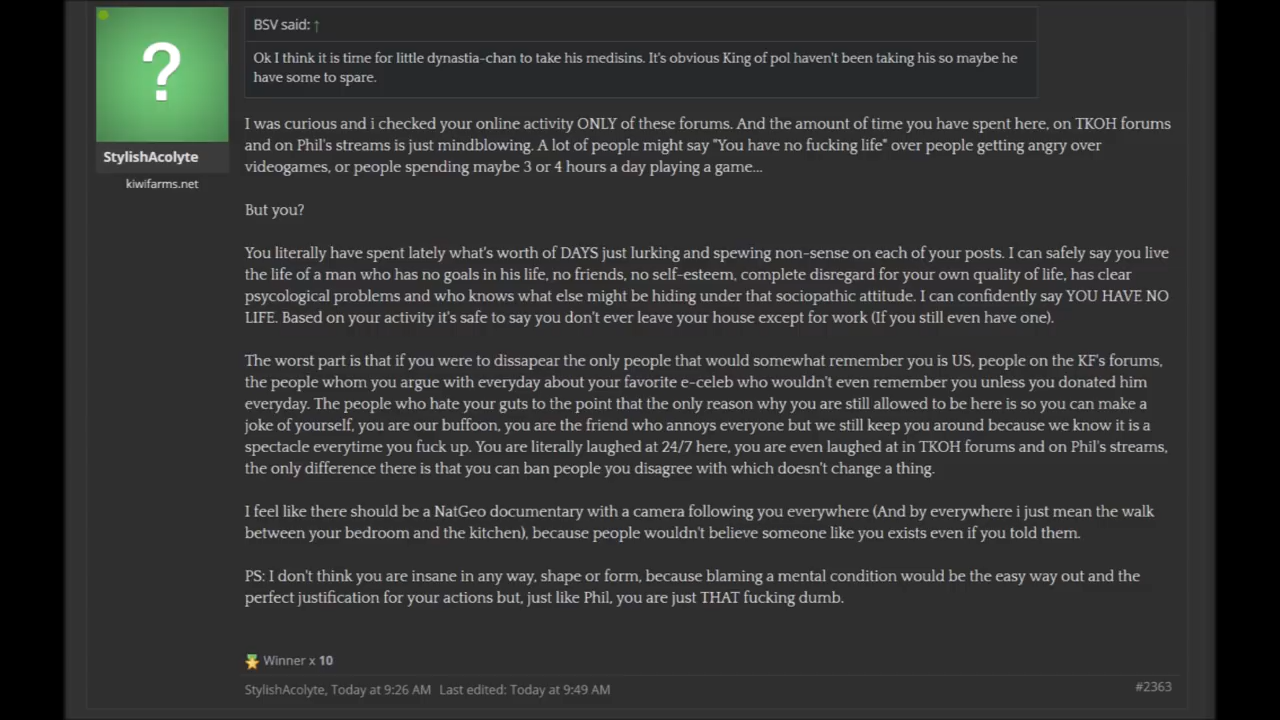 BSV said: ↑
Ok I think it is time for little dynastia-chan to take his medisins. It's obvious King of pol haven't been taking his so maybe he
have some to spare.
?
StylishAcolyte
kiwifarms.net
I was curious and i checked your online activity ONLY of these forums. And the amount of time you have spent here, on TKOH forums
and on Phil's streams is just mindblowing. A lot of people might say "You have no fucking life" over people getting angry over
videogames, or people spending maybe 3 or 4 hours a day playing a game...
But you?
You literally have spent lately what's worth of DAYS just lurking and spewing non-sense on each of your posts. I can safely say you live
the life of a man who has no goals in his life, no friends, no self-esteem, complete disregard for your own quality of life, has clear
psycological problems and who knows what else might be hiding under that sociopathic attitude. I can confidently say YOU HAVE NO
LIFE. Based on your activity it's safe to say you don't ever leave your house except for work (If you still even have one).
The worst part is that if you were to dissapear the only people that would somewhat remember you is US, people on the KF's forums,
the people whom you argue with everyday about your favorite e-celeb who wouldn't even remember you unless you donated him
everyday. The people who hate your guts to the point that the only reason why you are still allowed to be here is so you can make a
joke of yourself, you are our buffoon, you are the friend who annoys everyone but we still keep you around because we know it is a
spectacle everytime you fuck up. You are literally laughed at 24/7 here, you are even laughed at in TKOH forums and on Phil's streams,
the only difference there is that you can ban people you disagree with which doesn't change a thing.
I feel like there should be a NatGeo documentary with a camera following you everywhere (And by everywhere i just mean the walk
between your bedroom and the kitchen), because people wouldn't believe someone like you exists even if you told them.
PS: I don't think you are insane in any way, shape or form, because blaming a mental condition would be the easy way out and the
perfect justification for your actions but, just like Phil, you are just THAT fucking dumb.
Winner x 10
StylishAcolyte, Today at 9:26 AM Last edited: Today at 9:49 AM
#2363